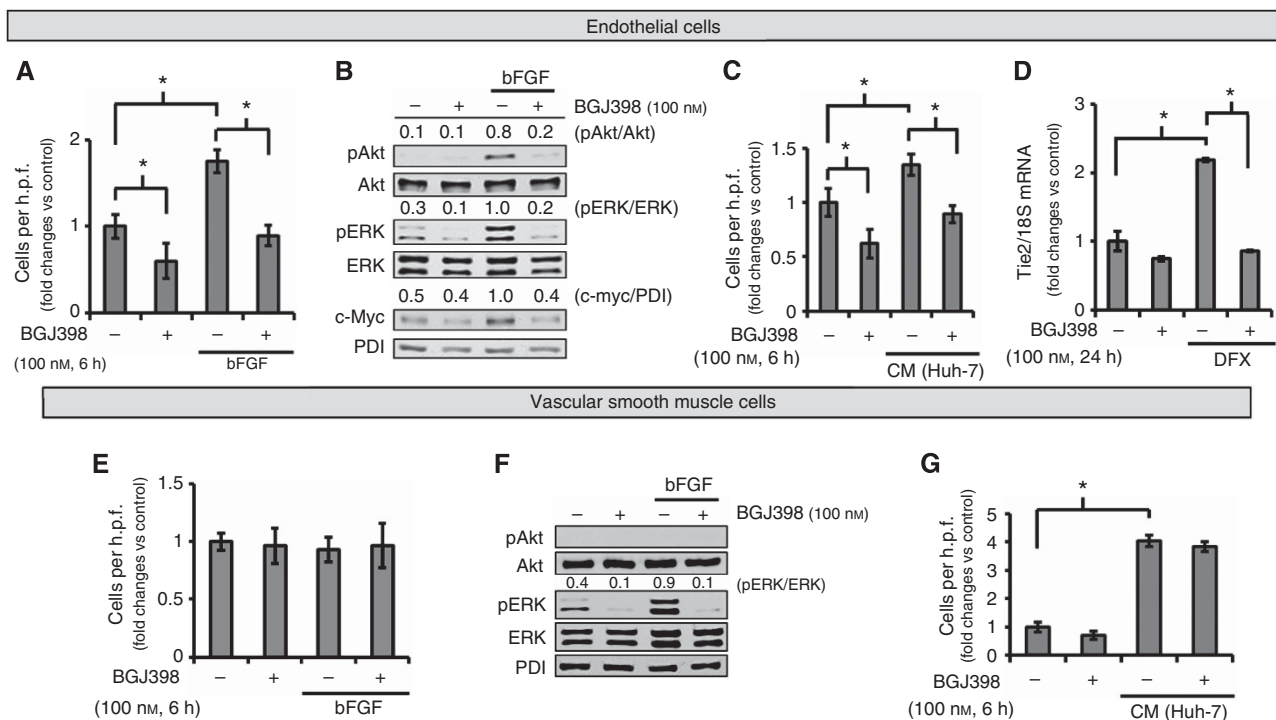 Endothelial cells
A
*
*
*
Cells per h.p.f.
(fold changes vs control)
2
1
0
BGJ398 – + – +
(100 nM, 6 h) bFGF
B
bFGF
– + – + BGJ398 (100 nM)
0.1 0.1 0.8 0.2 (pAkt/Akt)
pAkt
Akt
0.3 0.1 1.0 0.2 (pERK/ERK)
pERK
ERK
0.5 0.4 1.0 0.4 (c-myc/PDI)
c-Myc
PDI
C
*
*
*
Cells per h.p.f.
(fold changes vs control)
1.5
1
0.5
0
BGJ398 – + – +
(100 nM, 6 h) CM (Huh-7)
D
*
*
Tie2/18S mRNA
(fold changes vs control)
3
2
1
0
BGJ398 – + – +
(100 nM, 24 h) DFX
Vascular smooth muscle cells
E
Cells per h.p.f.
(fold changes vs control)
1.5
1
0.5
0
BGJ398 – + – +
(100 nM, 6 h) bFGF
F
bFGF
– + – + BGJ398 (100 nM)
pAkt
Akt
0.4 0.1 0.9 0.1 (pERK/ERK)
pERK
ERK
PDI
G
*
Cells per h.p.f.
(fold changes vs control)
5
4
3
2
1
0
BGJ398 – + – +
(100 nM, 6 h) CM (Huh-7)